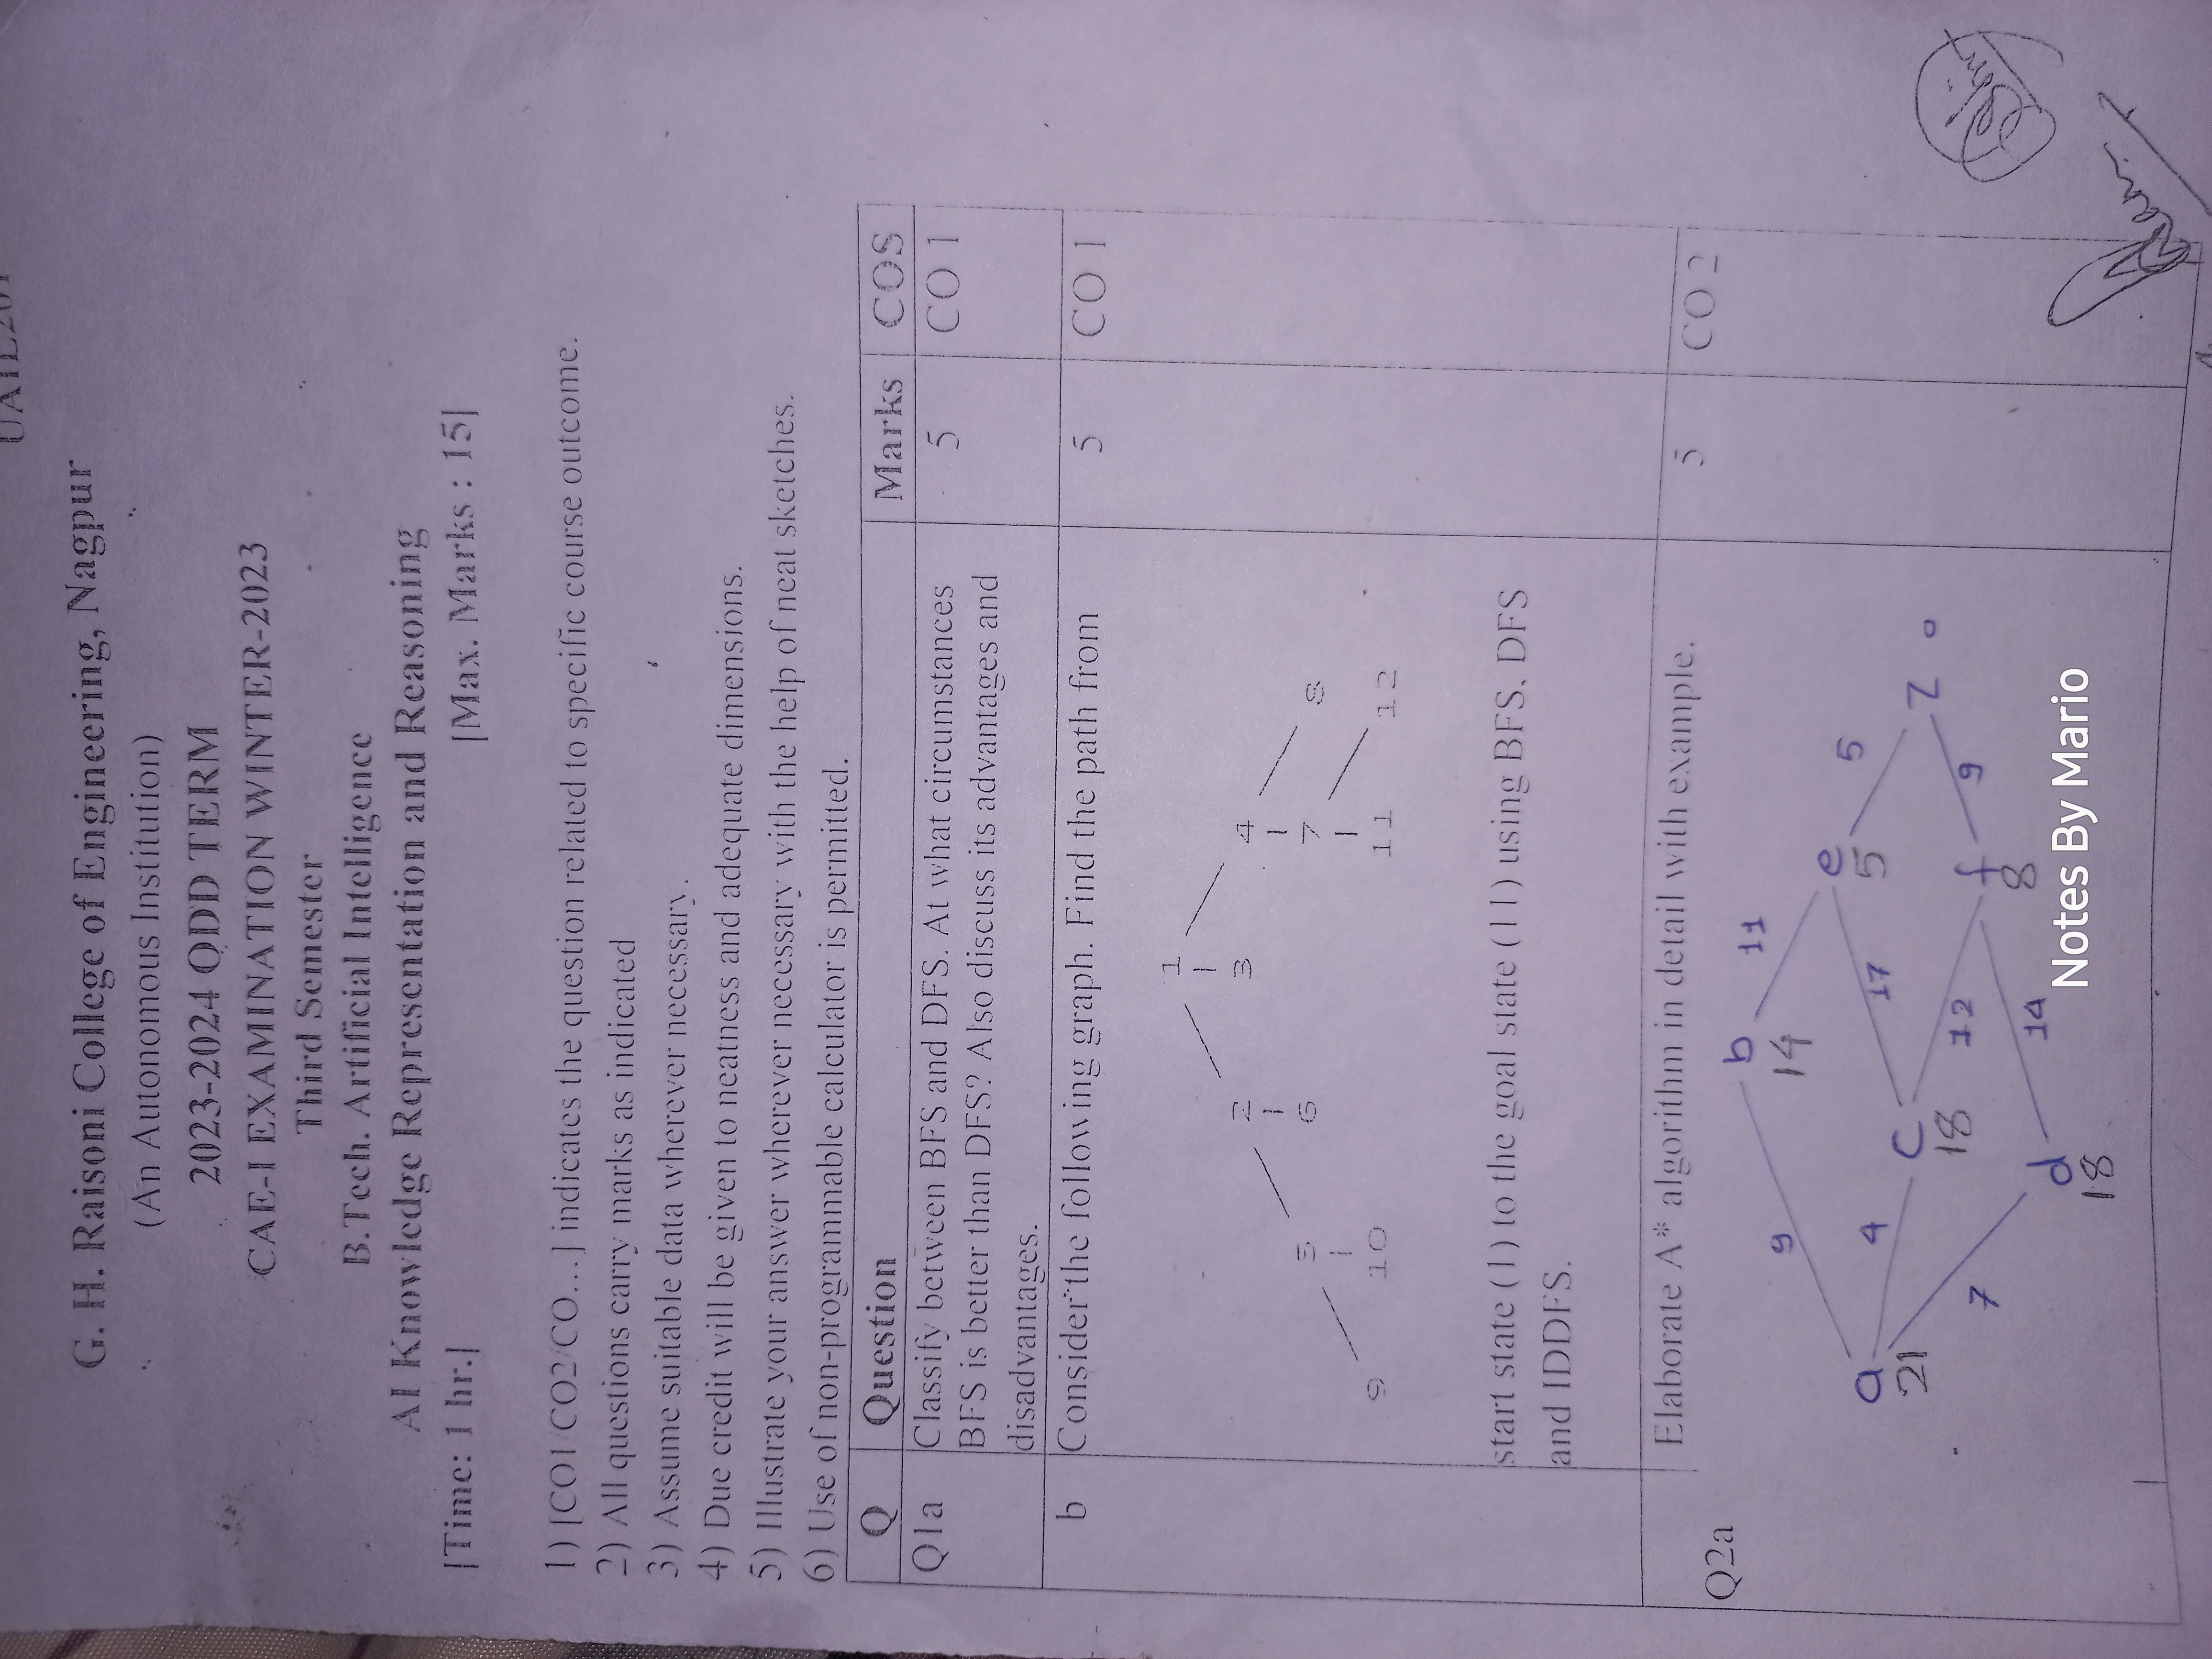 G. H. Raisoni College of Engineering, Nagpur
(An Autonomous Institution)
2023-2024 ODD TERM
CAE-I EXAMINATION WINTER-2023
Third Semester
B.Tech. Artificial Intelligence
AI Knowledge Representation and Reasoning
[Time: 1 hr.] [Max. Marks : 15]
1) [CO1/CO2/CO...] indicates the question related to specific course outcome.
2) All questions carry marks as indicated
3) Assume suitable data wherever necessary.
4) Due credit will be given to neatness and adequate dimensions.
5) Illustrate your answer wherever necessary with the help of neat sketches.
6) Use of non-programmable calculator is permitted.
Q Question Marks COS
Q1a Classify between BFS and DFS. At what circumstances 5 CO 1
BFS is better than DFS? Also discuss its advantages and
disadvantages.
b Consider the following graph. Find the path from 5 CO 1
1
2 3 4
5 6 7 8
9 10 11 12
start state (1) to the goal state (11) using BFS, DFS
and IDDFS.
Elaborate A* algorithm in detail with example. 5 CO 2
Q2a
b 11
9 14
e 5
a 4 17 5
21 c z 0
18 12 f 9
7 8
d 14
18
Notes By Mario